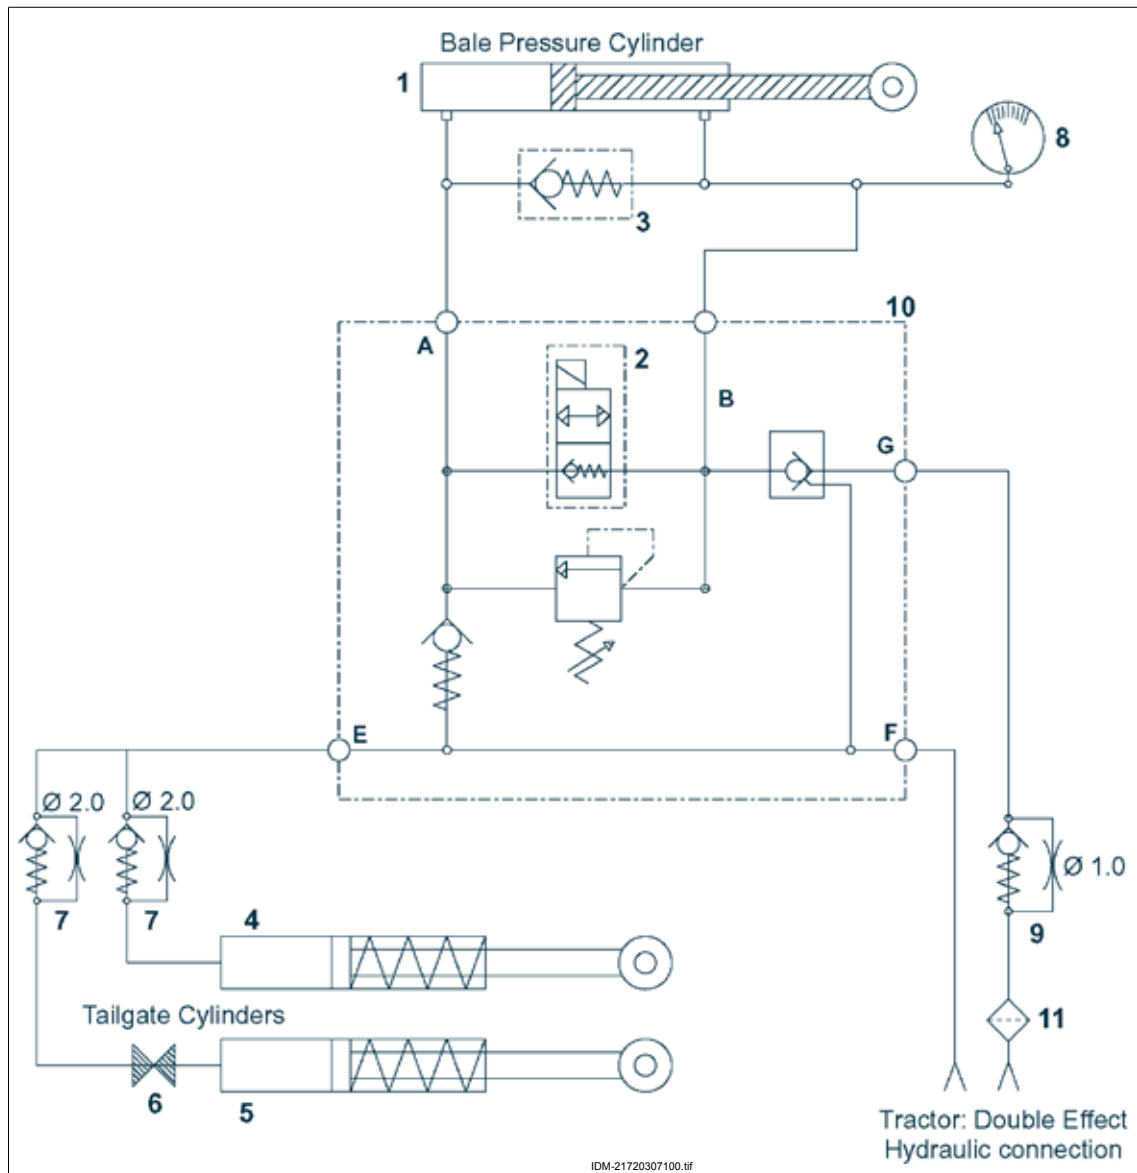 Bale Pressure Cylinder
1
8
3
10
A
2
B
G
E
F
Ø 2.0
Ø 2.0
Ø 1.0
7
7
4
9
Tailgate Cylinders
11
6
5
Tractor: Double Effect
Hydraulic connection
IDM-21720307100.tif